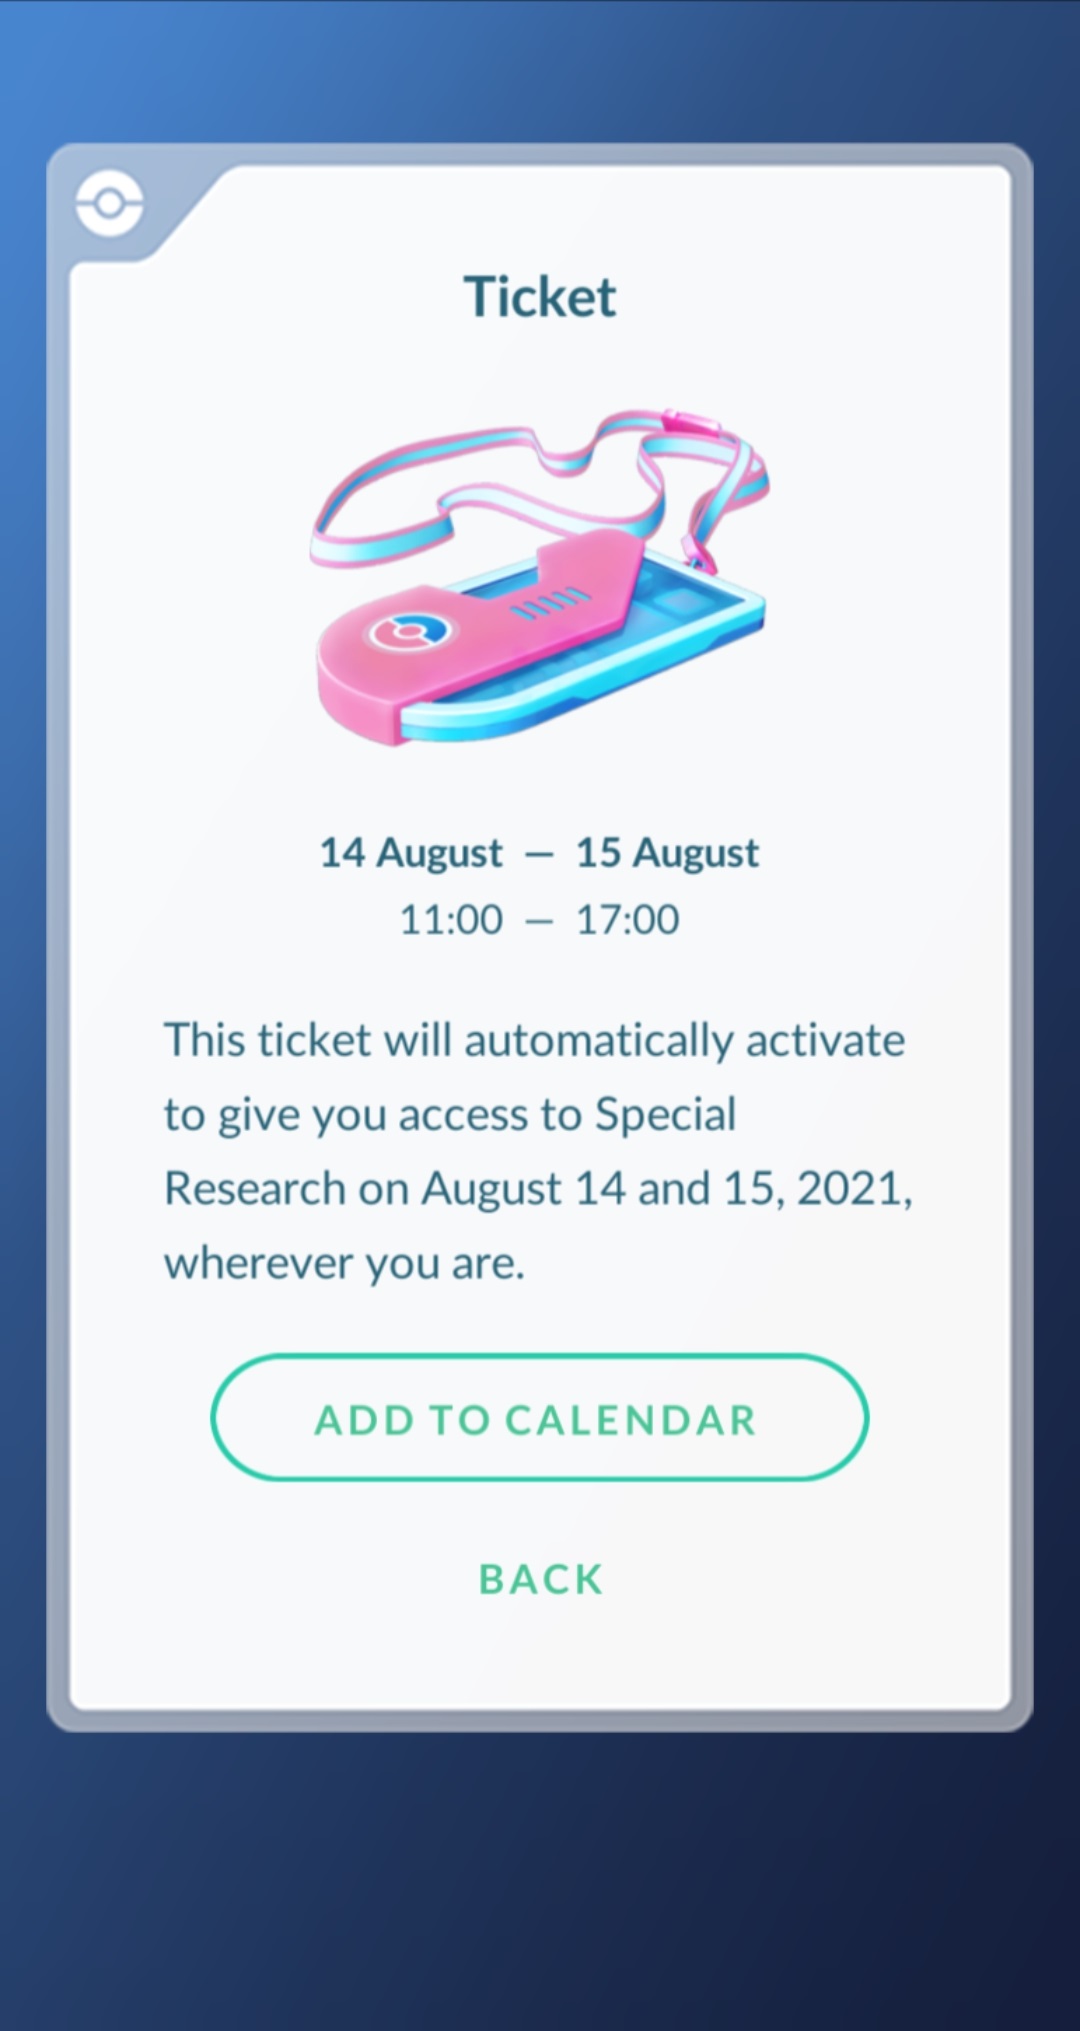 Ticket
14 August — 15 August
11:00 — 17:00
This ticket will automatically activate
to give you access to Special
Research on August 14 and 15, 2021,
wherever you are.
ADD TO CALENDAR
BACK